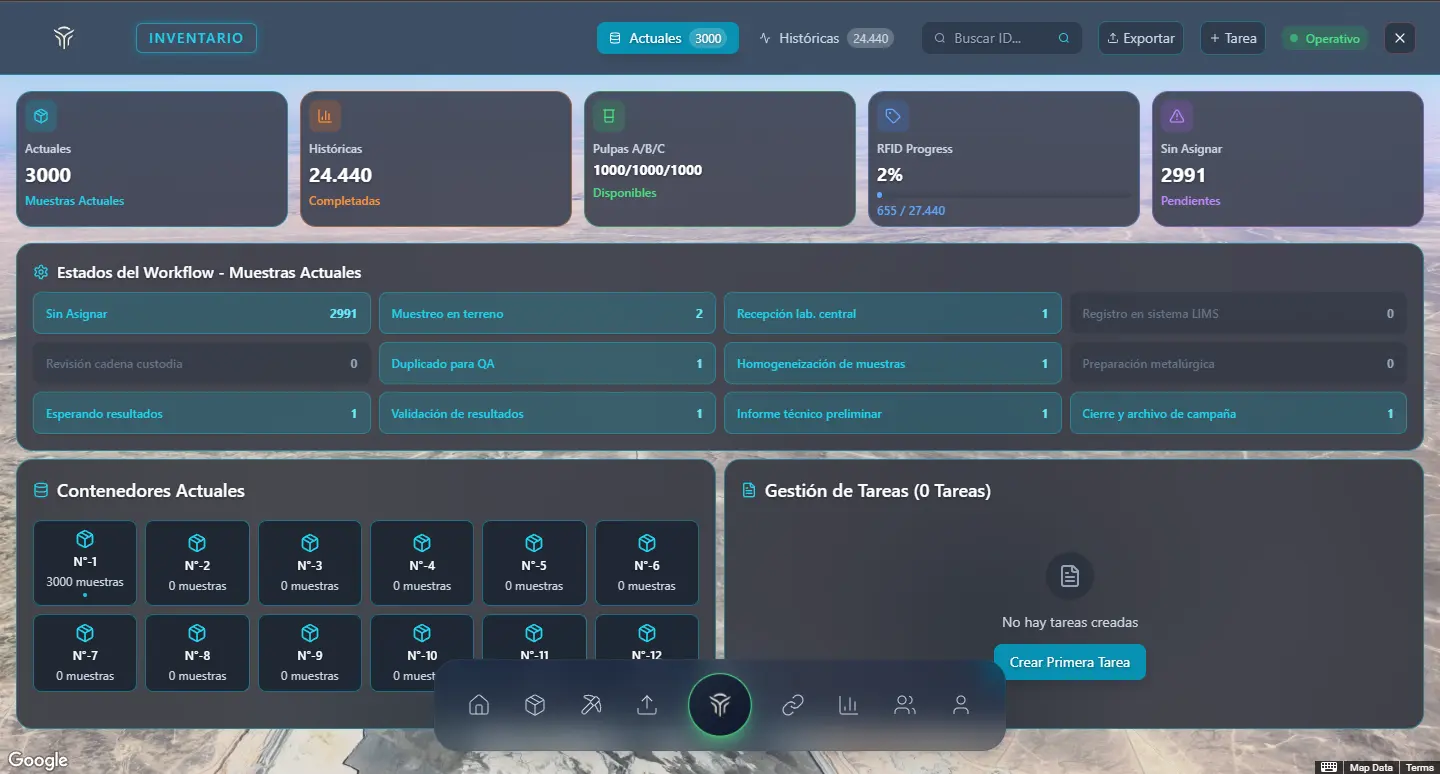 INVENTARIO
Actuales 3000
Históricas 24.440
Buscar ID...
Exportar
+ Tarea
Operativo
Actuales
3000
Muestras Actuales
Históricas
24.440
Completadas
Pulpas A/B/C
1000/1000/1000
Disponibles
RFID Progress
2%
655 / 27.440
Sin Asignar
2991
Pendientes
Estados del Workflow - Muestras Actuales
Sin Asignar 2991
Muestreo en terreno 2
Recepción lab. central 1
Registro en sistema LIMS 0
Revisión cadena custodia 0
Duplicado para QA 1
Homogeneización de muestras 1
Preparación metalúrgica 0
Esperando resultados 1
Validación de resultados 1
Informe técnico preliminar 1
Cierre y archivo de campaña 1
Contenedores Actuales
N°-1
3000 muestras
N°-2
0 muestras
N°-3
0 muestras
N°-4
0 muestras
N°-5
0 muestras
N°-6
0 muestras
N°-7
0 muestras
N°-8
0 muestras
N°-9
0 muestras
N°-10
0 muest
N°-11
N°-12
Gestión de Tareas (0 Tareas)
No hay tareas creadas
Crear Primera Tarea
Google
Map Data
Terms